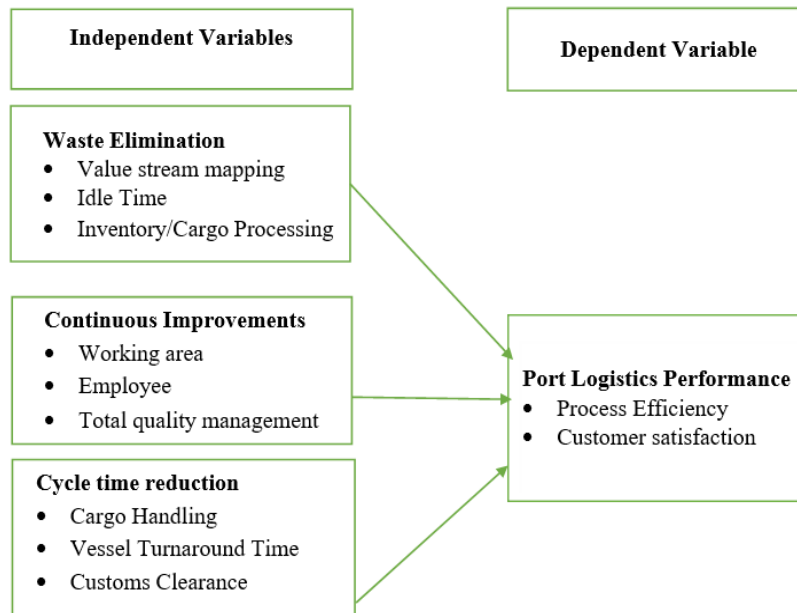 Independent Variables
Dependent Variable
Waste Elimination
• Value stream mapping
• Idle Time
• Inventory/Cargo Processing
Continuous Improvements
• Working area
• Employee
• Total quality management
Port Logistics Performance
• Process Efficiency
• Customer satisfaction
Cycle time reduction
• Cargo Handling
• Vessel Turnaround Time
• Customs Clearance